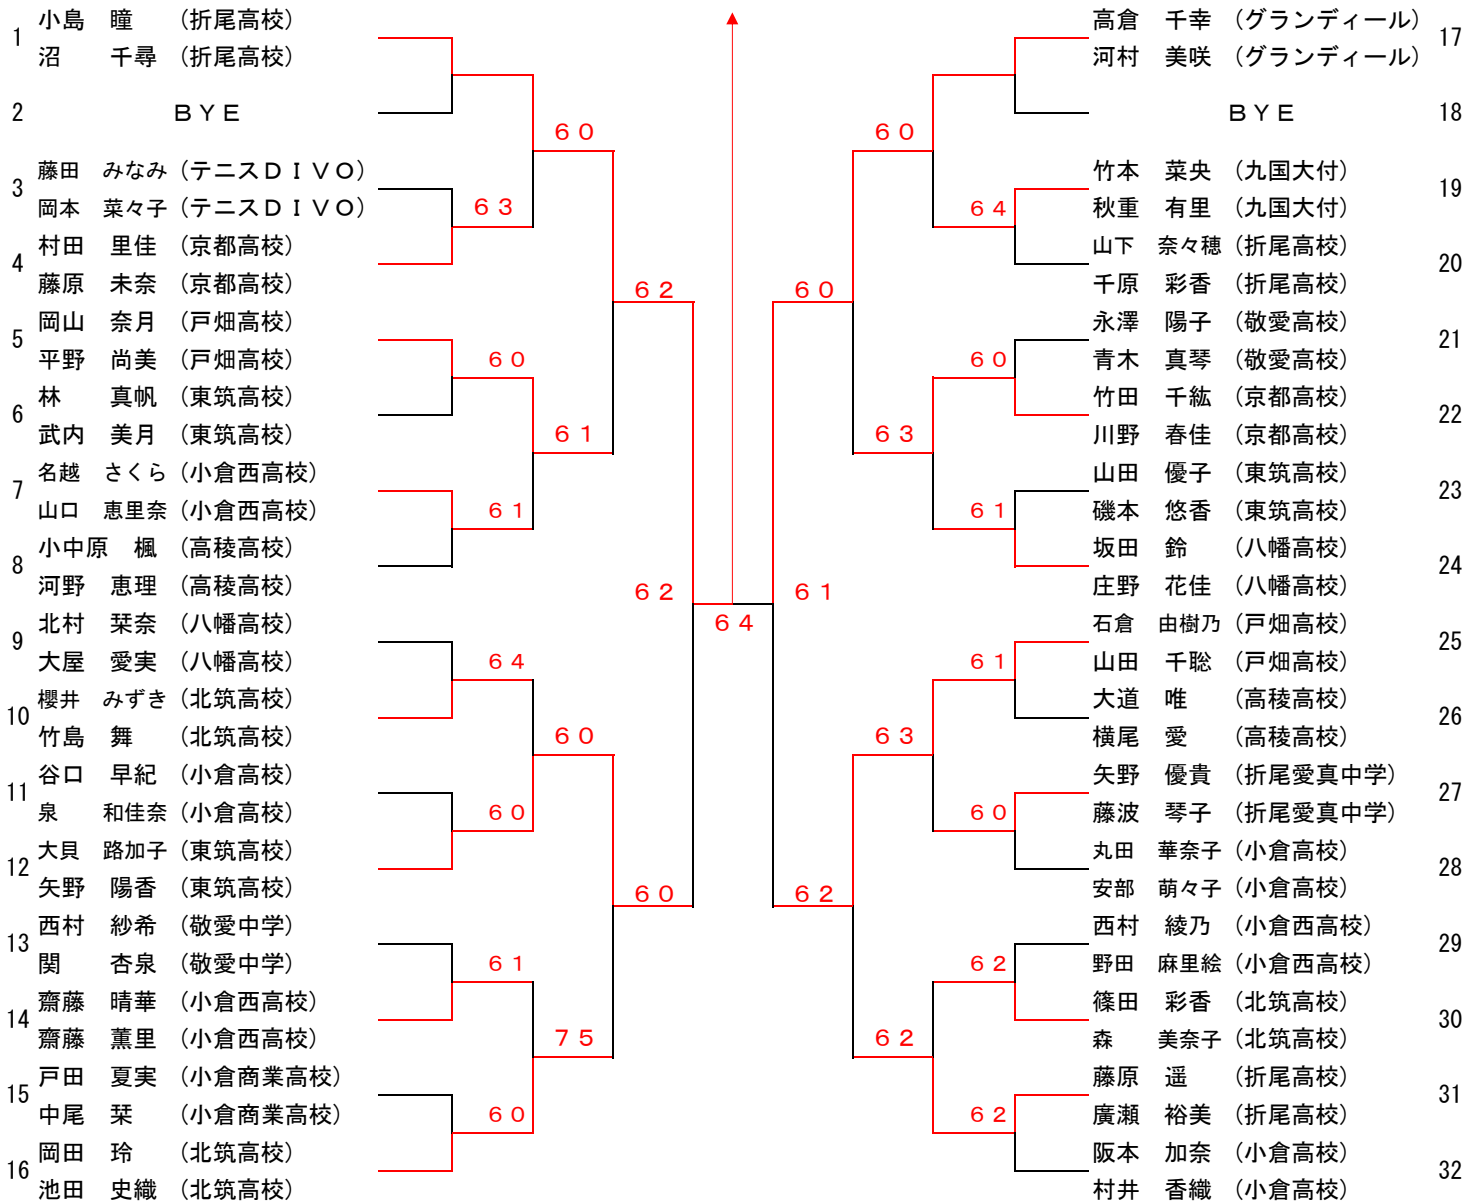 1 小島　瞳　（折尾高校）
沼　千尋　（折尾高校）
2 ＢＹＥ
3 藤田　みなみ（テニスＤＩＶＯ）
岡本　菜々子（テニスＤＩＶＯ）
4 村田　里佳　（京都高校）
藤原　未奈　（京都高校）
5 岡山　奈月　（戸畑高校）
平野　尚美　（戸畑高校）
6 林　真帆　（東筑高校）
武内　美月　（東筑高校）
7 名越　さくら（小倉西高校）
山口　恵里奈（小倉西高校）
8 小中原　楓　（高稜高校）
河野　恵理　（高稜高校）
9 北村　栞奈　（八幡高校）
大屋　愛実　（八幡高校）
10 櫻井　みずき（北筑高校）
竹島　舞　（北筑高校）
11 谷口　早紀　（小倉高校）
泉　和佳奈（小倉高校）
12 大貝　路加子（東筑高校）
矢野　陽香　（東筑高校）
13 西村　紗希　（敬愛中学）
関　杏泉　（敬愛中学）
14 齋藤　晴華　（小倉西高校）
齋藤　薫里　（小倉西高校）
15 戸田　夏実　（小倉商業高校）
中尾　栞　（小倉商業高校）
16 岡田　玲　（北筑高校）
池田　史織　（北筑高校）
６３
６０
６１
６４
６０
６１
６０
６０
６１
６０
７５
６２
６０
６２
６４
６１
６０
６２
６０
６３
６３
６２
６４
６０
６１
６１
６０
６２
６２
高倉　千幸　（グランディール） 17
河村　美咲　（グランディール）
ＢＹＥ 18
竹本　菜央　（九国大付） 19
秋重　有里　（九国大付）
山下　奈々穂（折尾高校） 20
千原　彩香　（折尾高校）
永澤　陽子　（敬愛高校） 21
青木　真琴　（敬愛高校）
竹田　千紘　（京都高校） 22
川野　春佳　（京都高校）
山田　優子　（東筑高校） 23
磯本　悠香　（東筑高校）
坂田　鈴　（八幡高校） 24
庄野　花佳　（八幡高校）
石倉　由樹乃（戸畑高校） 25
山田　千聡　（戸畑高校）
大道　唯　（高稜高校） 26
横尾　愛　（高稜高校）
矢野　優貴　（折尾愛真中学） 27
藤波　琴子　（折尾愛真中学）
丸田　華奈子（小倉高校） 28
安部　萌々子（小倉高校）
西村　綾乃　（小倉西高校） 29
野田　麻里絵（小倉西高校）
篠田　彩香　（北筑高校） 30
森　美奈子（北筑高校）
藤原　遥　（折尾高校） 31
廣瀬　裕美　（折尾高校）
阪本　加奈　（小倉高校） 32
村井　香織　（小倉高校）